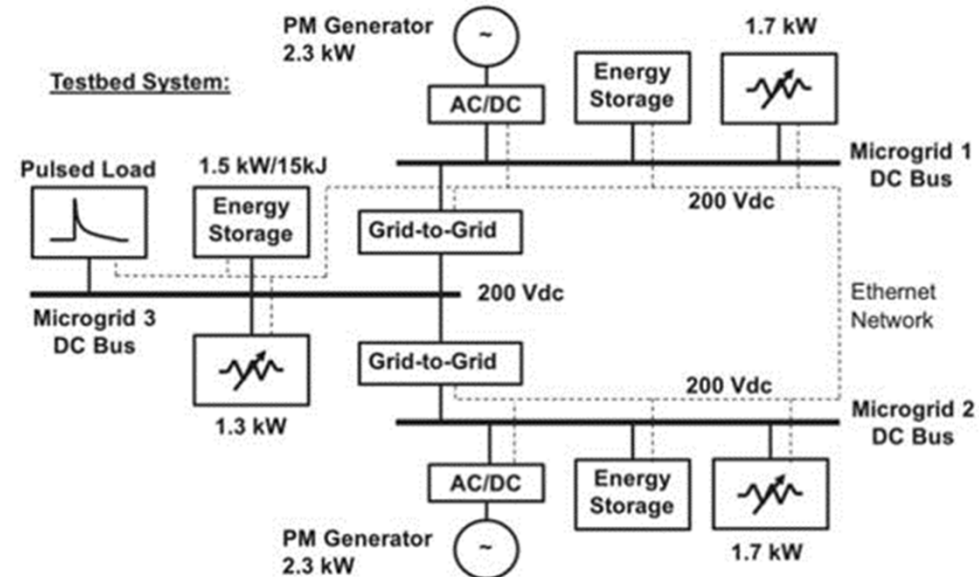 Testbed System:
PM Generator
2.3 kW
~
AC/DC
Energy
Storage
1.7 kW
Microgrid 1
DC Bus
200 Vdc
Pulsed Load
1.5 kW/15kJ
Energy
Storage
Grid-to-Grid
200 Vdc
Microgrid 3
DC Bus
Ethernet
Network
Grid-to-Grid
1.3 kW
200 Vdc
Microgrid 2
DC Bus
AC/DC
Energy
Storage
PM Generator
2.3 kW
~
1.7 kW